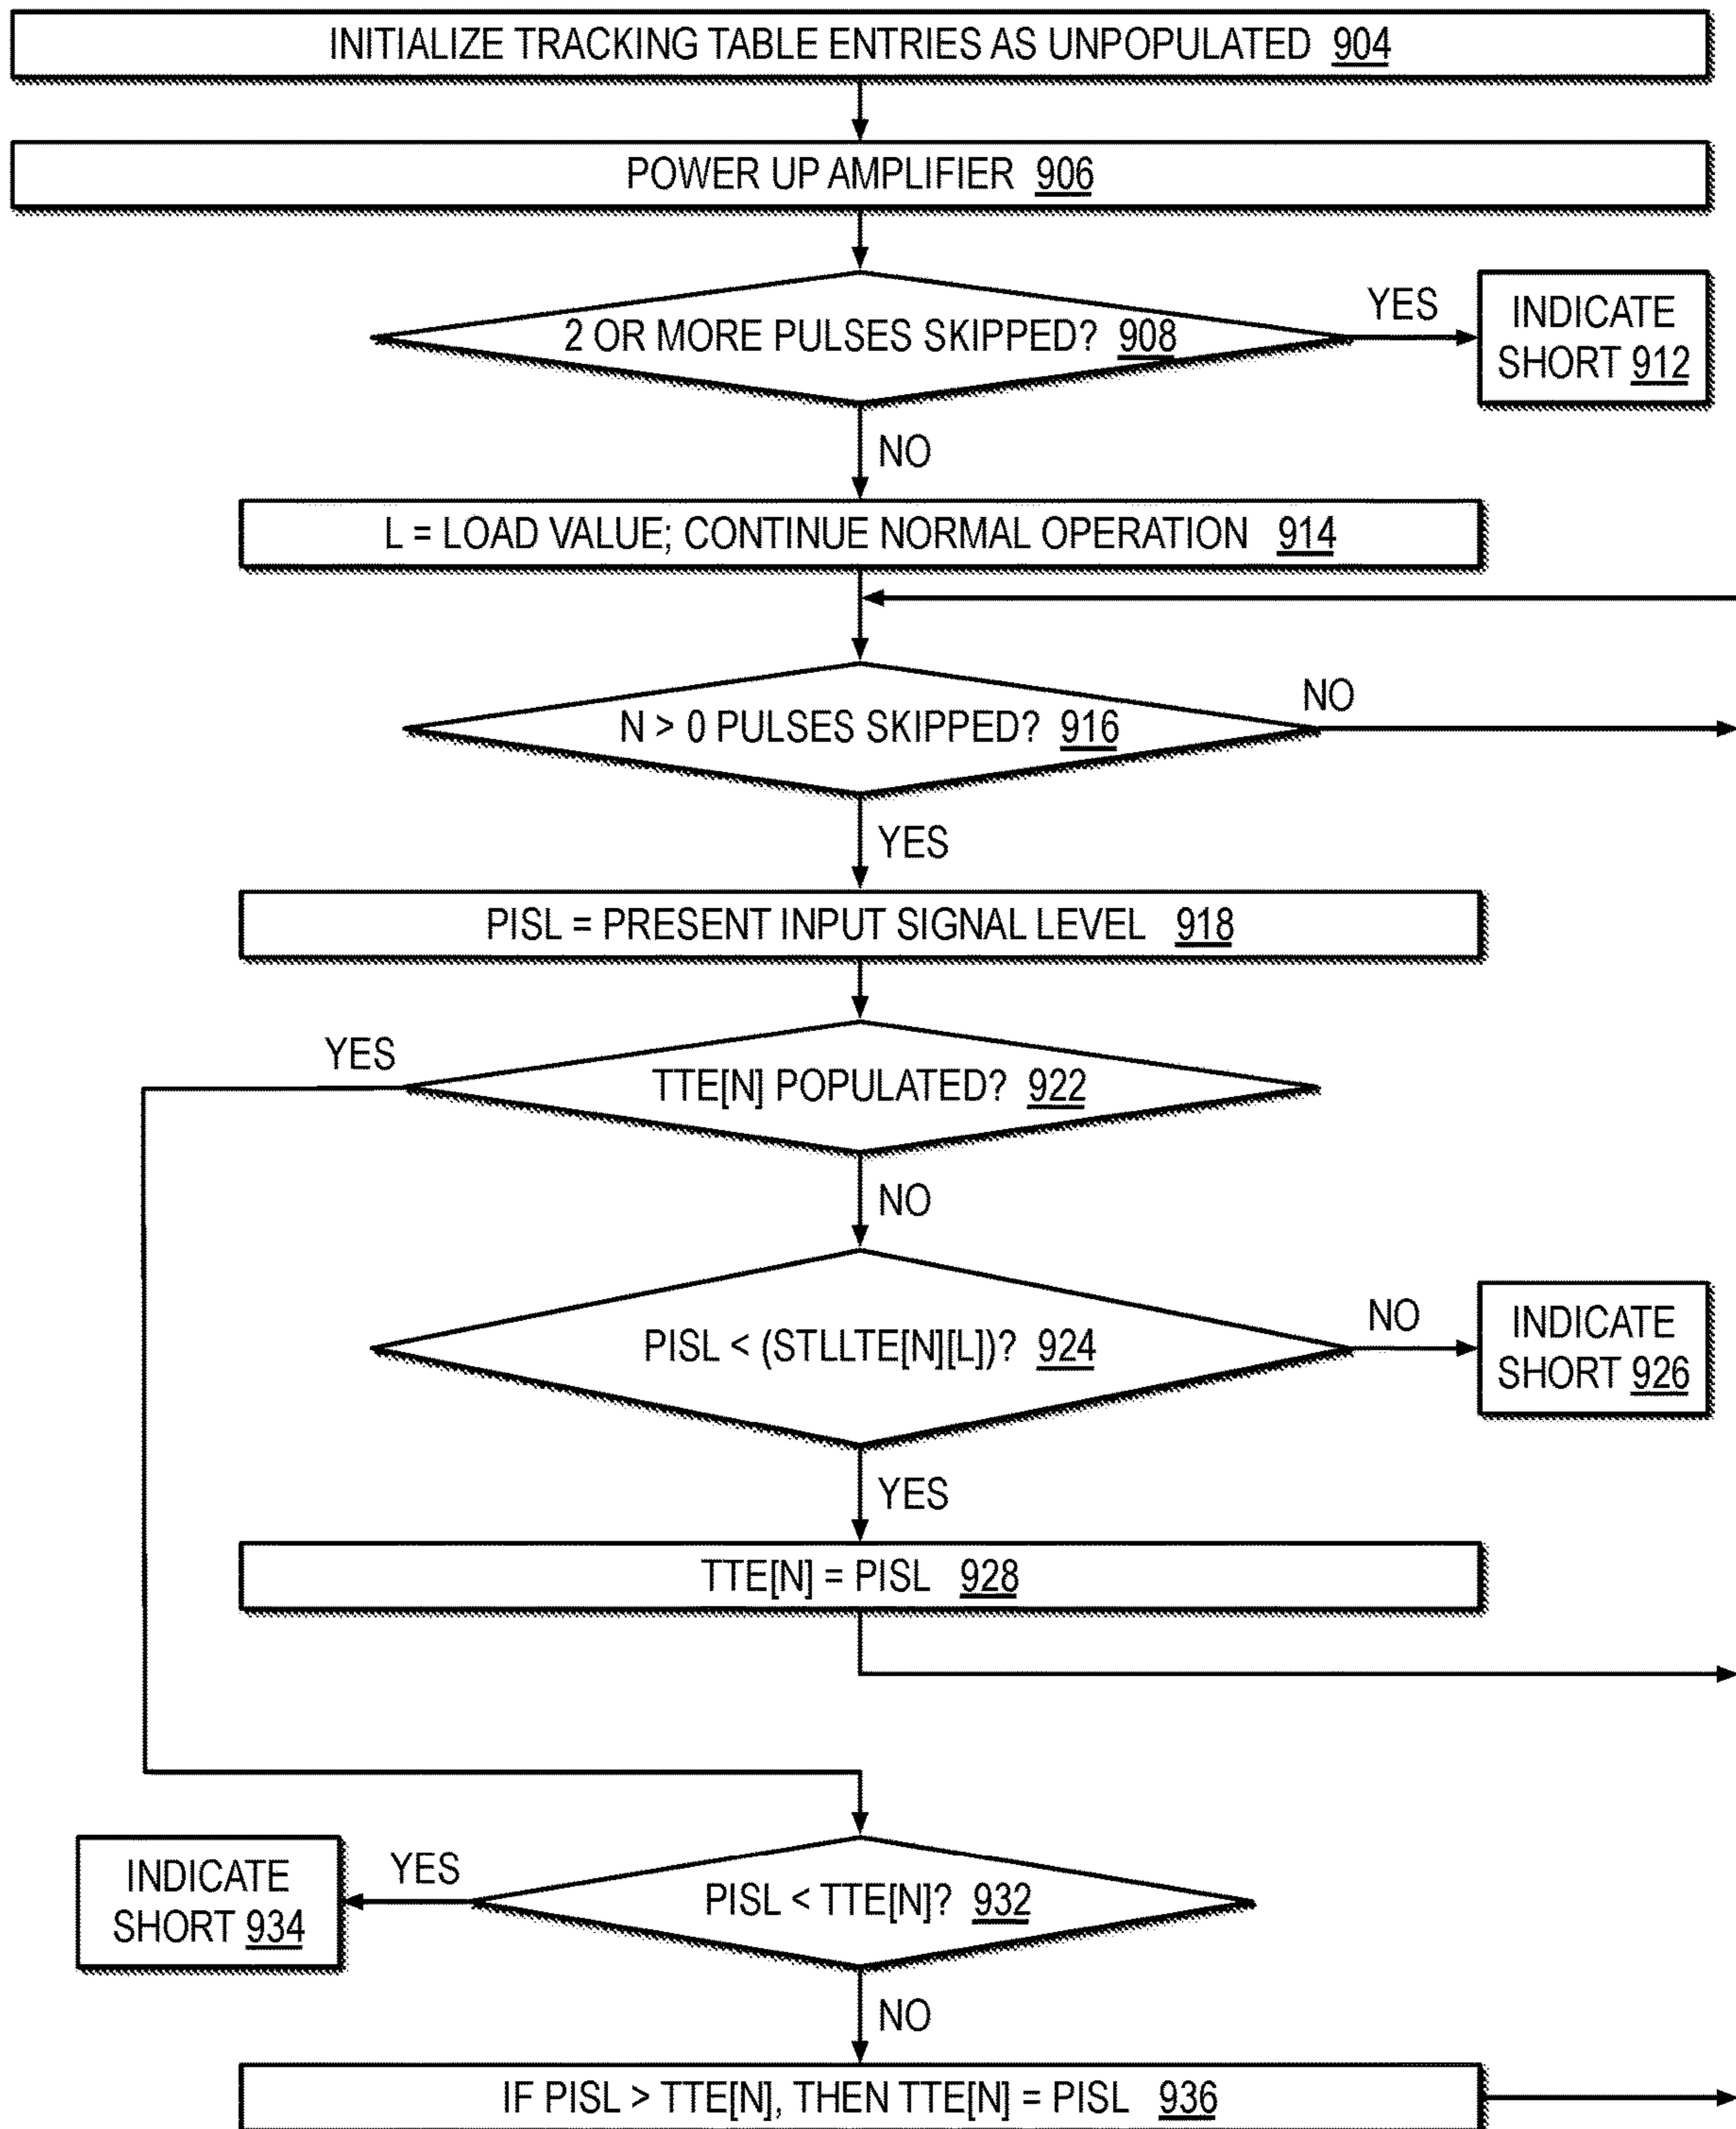 INITIALIZE TRACKING TABLE ENTRIES AS UNPOPULATED 904
POWER UP AMPLIFIER 906
2 OR MORE PULSES SKIPPED? 908
YES
INDICATE
SHORT 912
NO
L = LOAD VALUE; CONTINUE NORMAL OPERATION 914
N > 0 PULSES SKIPPED? 916
NO
YES
PISL = PRESENT INPUT SIGNAL LEVEL 918
YES
TTE[N] POPULATED? 922
NO
PISL < (STLLTE[N][L])? 924
NO
INDICATE
SHORT 926
YES
TTE[N] = PISL 928
INDICATE
SHORT 934
YES
PISL < TTE[N]? 932
NO
IF PISL > TTE[N], THEN TTE[N] = PISL 936